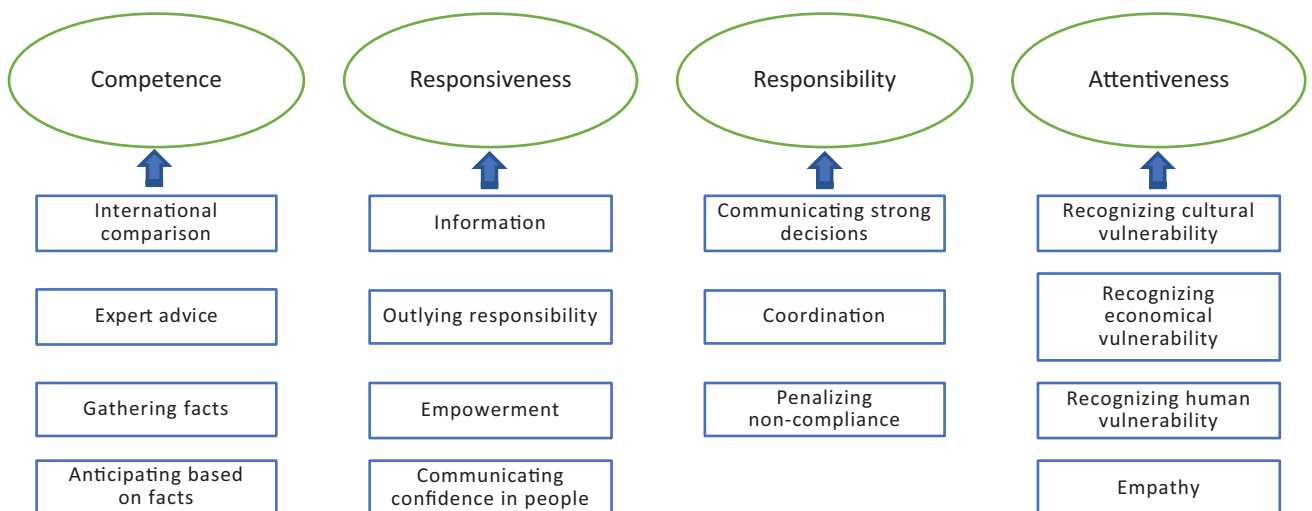 Competence
Responsiveness
Responsibility
Attentiveness
International
comparison
Information
Communicating strong
decisions
Recognizing cultural
vulnerability
Expert advice
Outlying responsibility
Coordination
Recognizing
economical
vulnerability
Gathering facts
Empowerment
Penalizing
non-compliance
Recognizing human
vulnerability
Anticipating based
on facts
Communicating
confidence in people
Empathy